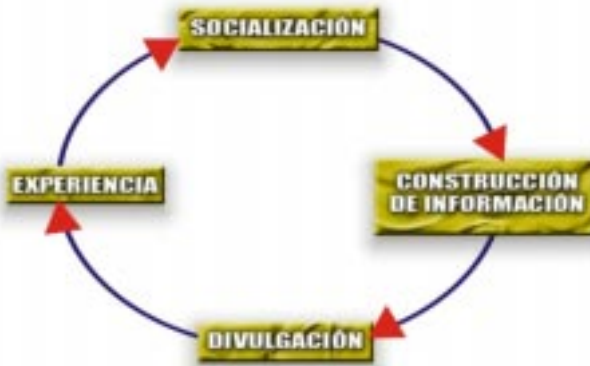 SOCIALIZACIÓN
EXPERIENCIA
CONSTRUCCIÓN
DE INFORMACIÓN
DIVULGACIÓN